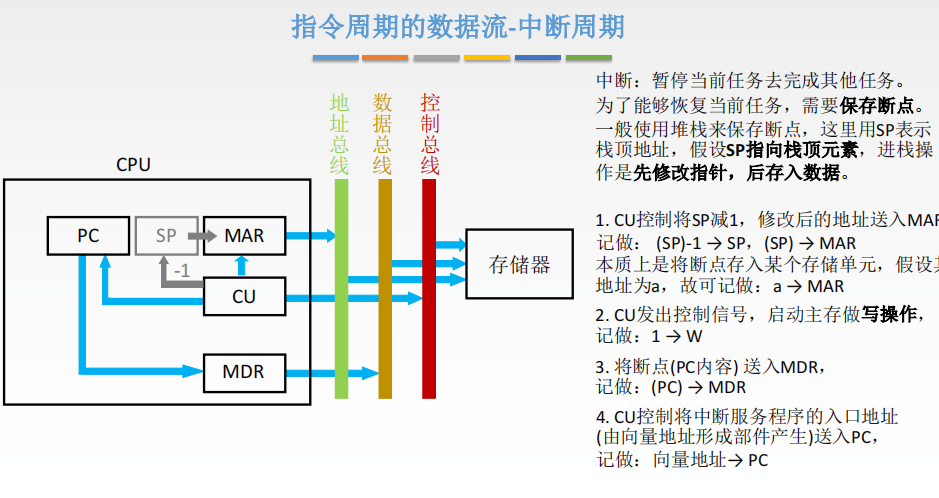 指令周期的数据流-中断周期
地址总线
数据总线
控制总线
CPU
PC
SP
MAR
-1
CU
MDR
存储器
中断：暂停当前任务去完成其他任务。
为了能够恢复当前任务，需要保存断点。
一般使用堆栈来保存断点，这里用SP表示
栈顶地址，假设SP指向栈顶元素，进栈操
作是先修改指针，后存入数据。
1. CU控制将SP减1，修改后的地址送入MAR
记做： (SP)-1 → SP，(SP) → MAR
本质上是将断点存入某个存储单元，假设其
地址为a，故可记做：a → MAR
2. CU发出控制信号，启动主存做写操作，
记做：1 → W
3. 将断点(PC内容) 送入MDR，
记做：(PC) → MDR
4. CU控制将中断服务程序的入口地址
(由向量地址形成部件产生)送入PC，
记做：向量地址→ PC